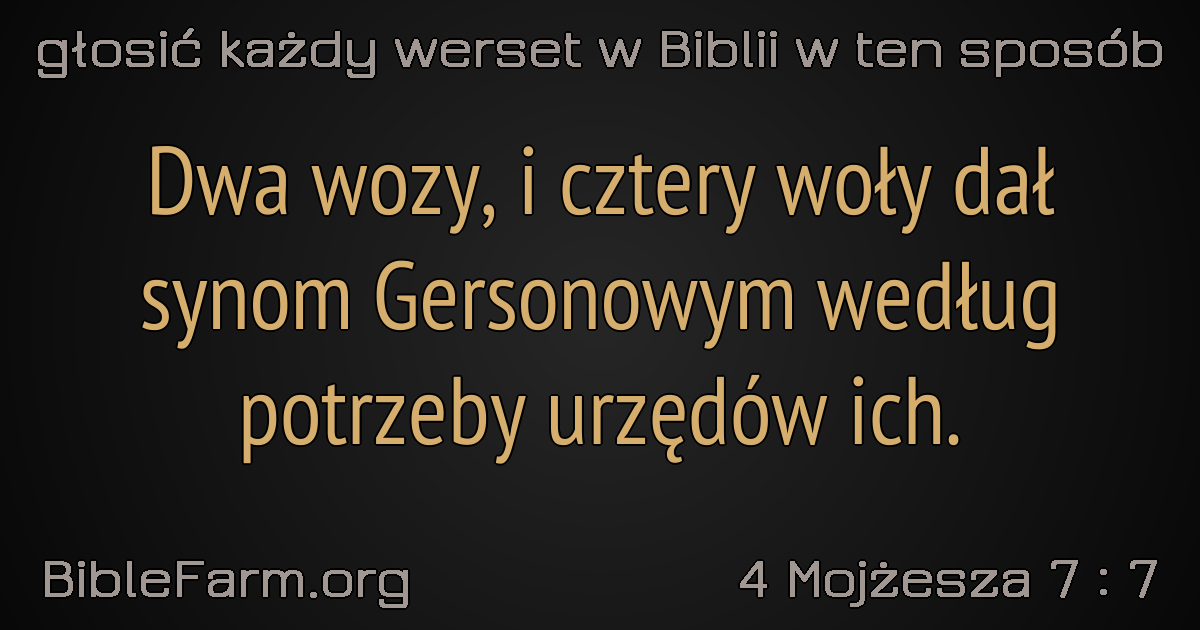 głosić każdy werset w Biblii w ten sposób
Dwa wozy, i cztery woły dał
synom Gersonowym według
potrzeby urzędów ich.
BibleFarm.org
4 Mojżesza 7 : 7